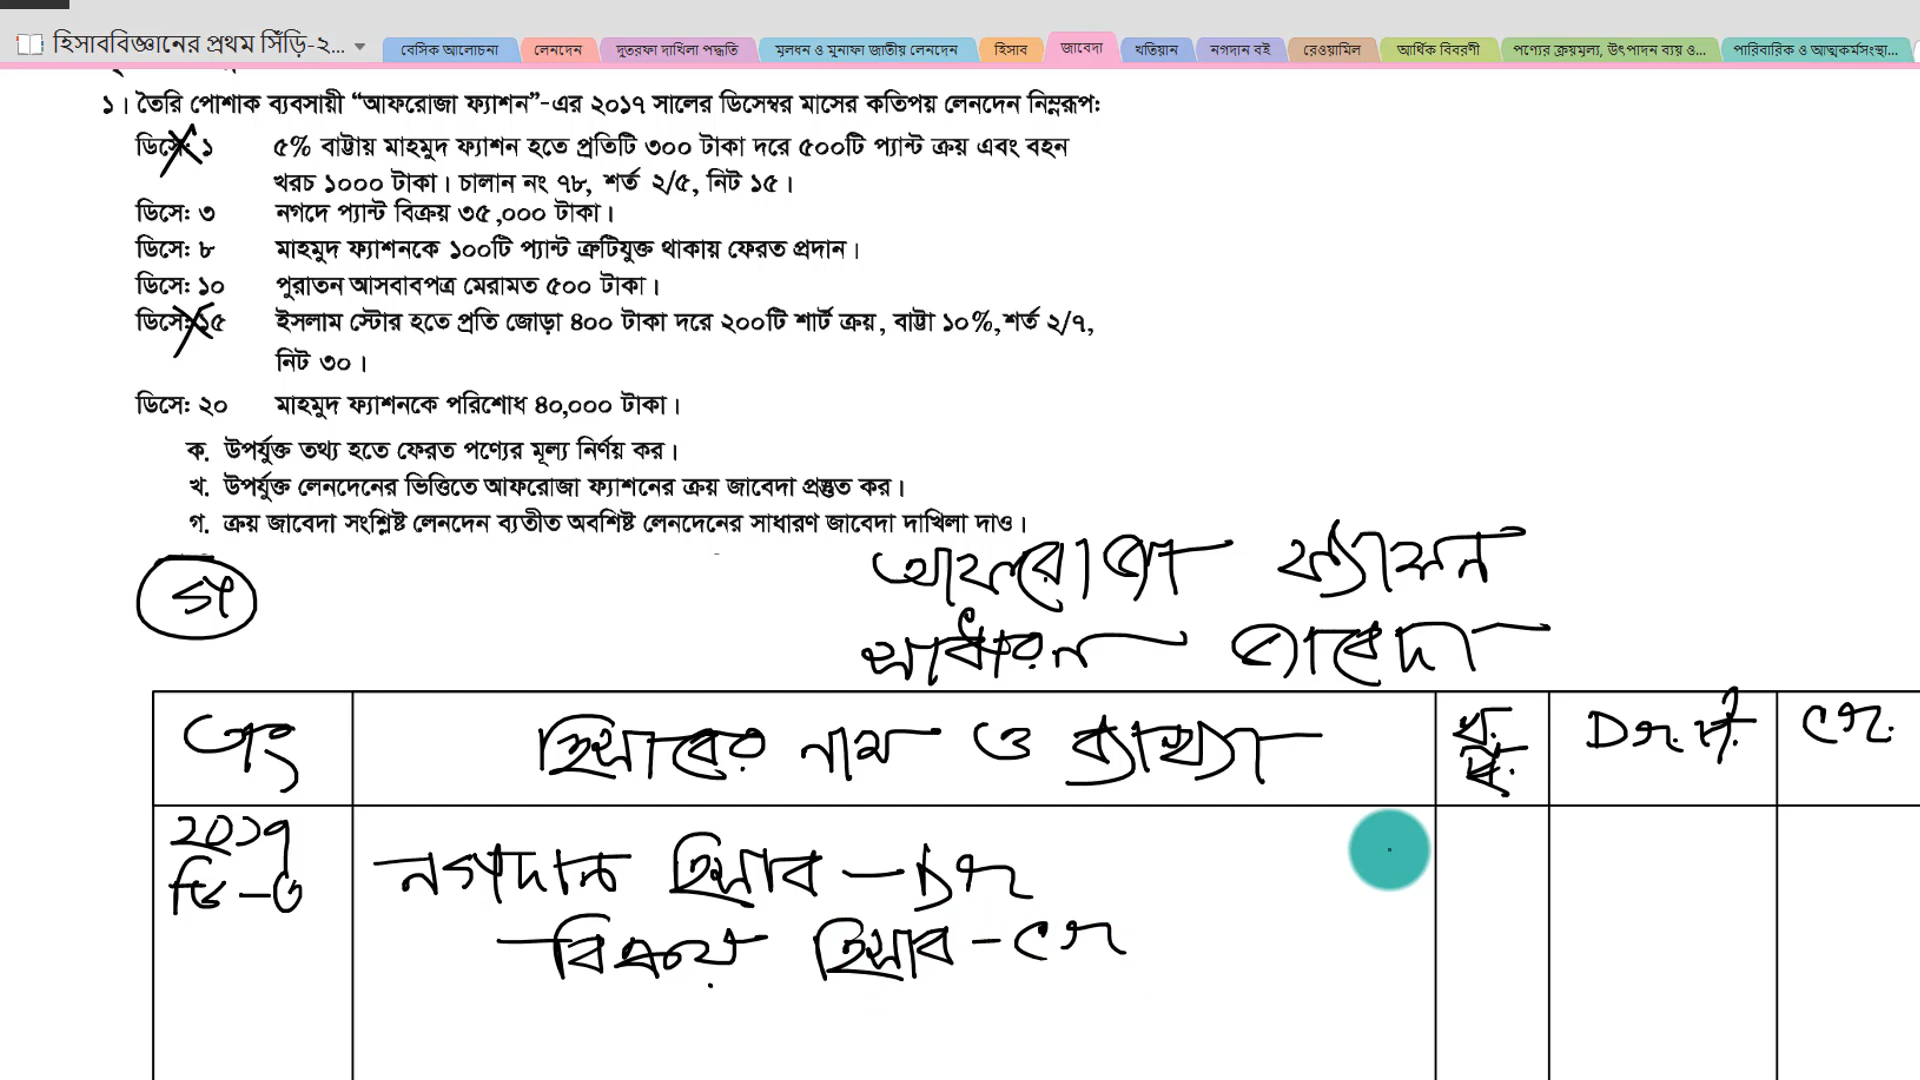 হিসাববিজ্ঞানের প্রথম সিঁড়ি-২...
বেসিক আলোচনা লেনদেন দুতরফা দাখিলা পদ্ধতি মূলধন ও মুনাফা জাতীয় লেনদেন হিসাব জাবেদা খতিয়ান নগদান বই রেওয়ামিল আর্থিক বিবরণী পণ্যের ক্রয়মূল্য, উৎপাদন ব্যয় ও... পারিবারিক ও আত্মকর্মসংস্থা...
১। তৈরি পোশাক ব্যবসায়ী “আফরোজা ফ্যাশন”-এর ২০১৭ সালের ডিসেম্বর মাসের কতিপয় লেনদেন নিম্নরূপ:
ডিসে: ১ ৫% বাট্টায় মাহমুদ ফ্যাশন হতে প্রতিটি ৩০০ টাকা দরে ৫০০টি প্যান্ট ক্রয় এবং বহন
খরচ ১০০০ টাকা। চালান নং ৭৮, শর্ত ২/৫, নিট ১৫।
ডিসে: ৩ নগদে প্যান্ট বিক্রয় ৩৫,০০০ টাকা।
ডিসে: ৮ মাহমুদ ফ্যাশনকে ১০০টি প্যান্ট ত্রুটিযুক্ত থাকায় ফেরত প্রদান।
ডিসে: ১০ পুরাতন আসবাবপত্র মেরামত ৫০০ টাকা।
ডিসে: ১৫ ইসলাম স্টোর হতে প্রতি জোড়া ৪০০ টাকা দরে ২০০টি শার্ট ক্রয়, বাট্টা ১০%,শর্ত ২/৭,
নিট ৩০।
ডিসে: ২০ মাহমুদ ফ্যাশনকে পরিশোধ ৪০,০০০ টাকা।
ক. উপর্যুক্ত তথ্য হতে ফেরত পণ্যের মূল্য নির্ণয় কর।
খ. উপর্যুক্ত লেনদেনের ভিত্তিতে আফরোজা ফ্যাশনের ক্রয় জাবেদা প্রস্তুত কর।
গ. ক্রয় জাবেদা সংশ্লিষ্ট লেনদেন ব্যতীত অবশিষ্ট লেনদেনের সাধারণ জাবেদা দাখিলা দাও।
গ
আফরোজা ফ্যাসন
সাধারন জাবেদা
তাং হিসাবের নাম ও ব্যাখ্যা খ. পৃ. Dr. টা. Cr.
২০১৭
ডি-৩ নগদান হিসাব - Dr
বিক্রয় হিসাব - Cr